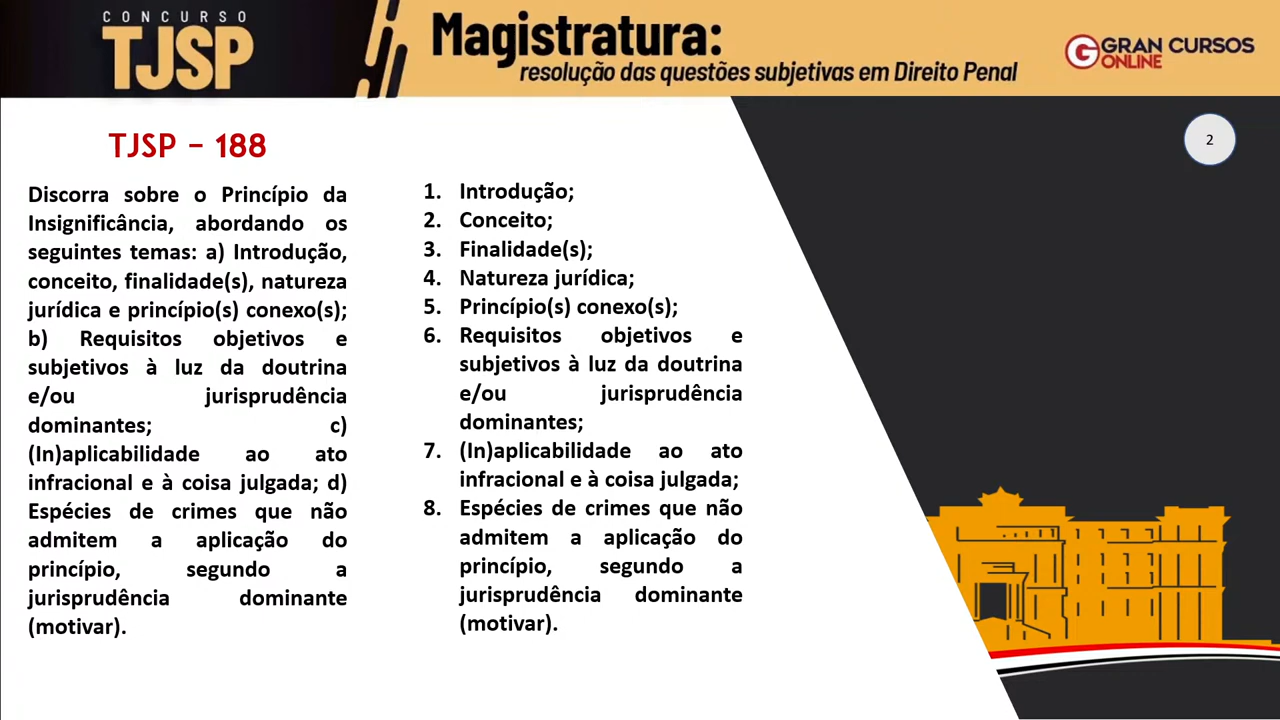 CONCURSO
TJSP
Magistratura:
resolução das questões subjetivas em Direito Penal
GRAN CURSOS
ONLINE
2
TJSP – 188
Discorra sobre o Princípio da
Insignificância, abordando os
seguintes temas: a) Introdução,
conceito, finalidade(s), natureza
jurídica e princípio(s) conexo(s);
b) Requisitos objetivos e
subjetivos à luz da doutrina
e/ou jurisprudência
dominantes; c)
(In)aplicabilidade ao ato
infracional e à coisa julgada; d)
Espécies de crimes que não
admitem a aplicação do
princípio, segundo a
jurisprudência dominante
(motivar).
1. Introdução;
2. Conceito;
3. Finalidade(s);
4. Natureza jurídica;
5. Princípio(s) conexo(s);
6. Requisitos objetivos e
subjetivos à luz da doutrina
e/ou jurisprudência
dominantes;
7. (In)aplicabilidade ao ato
infracional e à coisa julgada;
8. Espécies de crimes que não
admitem a aplicação do
princípio, segundo a
jurisprudência dominante
(motivar).